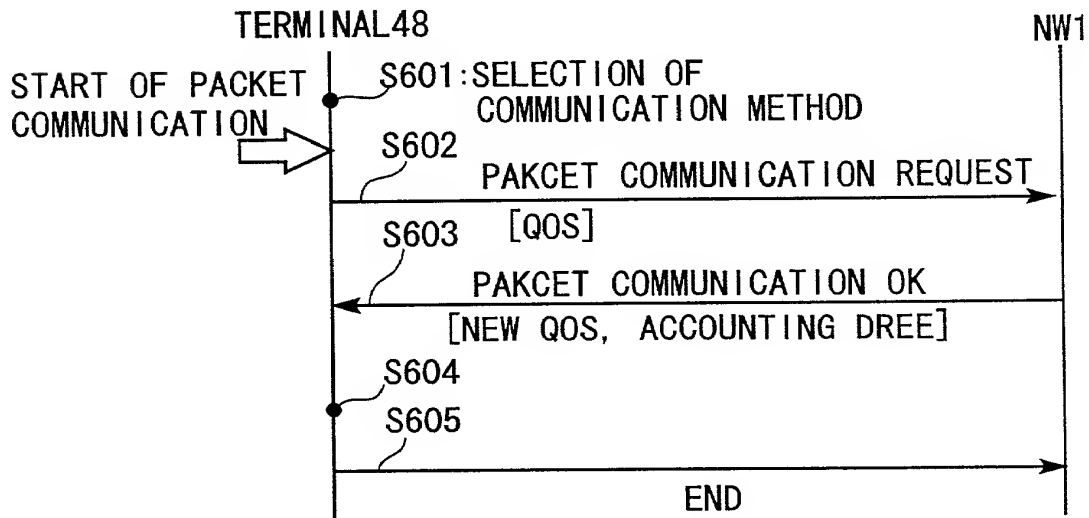 TERMINAL48
NW1
START OF PACKET
COMMUNICATION
S601:SELECTION OF
COMMUNICATION METHOD
S602
PAKCET COMMUNICATION REQUEST
[QOS]
S603
PAKCET COMMUNICATION OK
[NEW QOS, ACCOUNTING DREE]
S604
S605
END